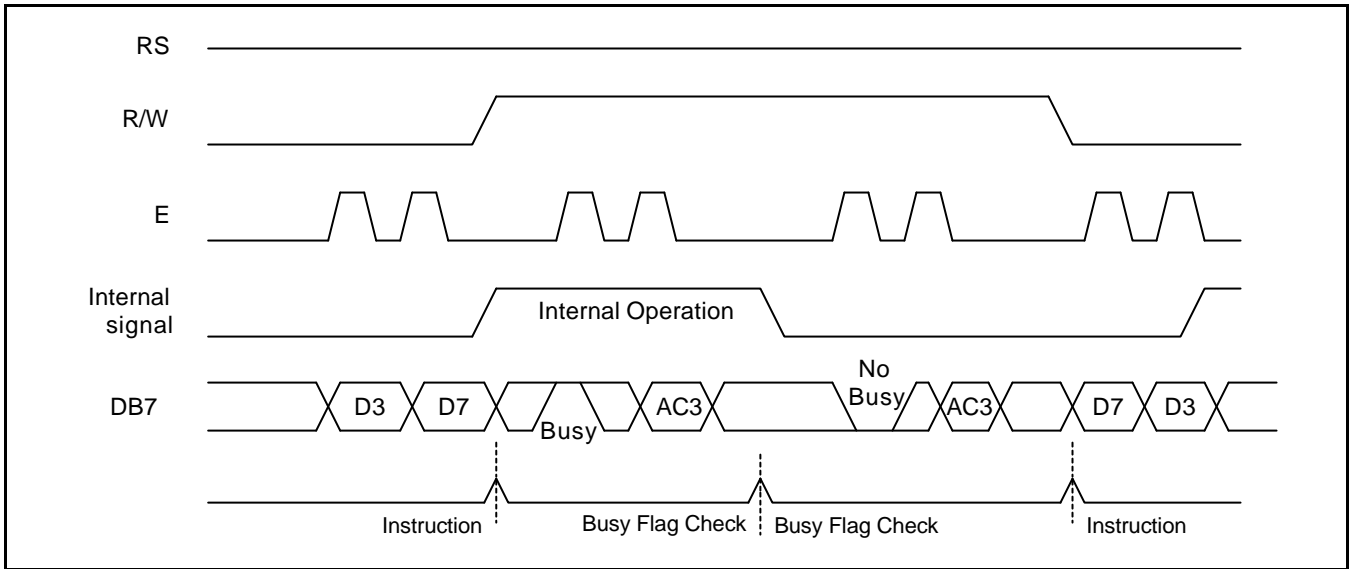 RS
R/W
E
Internal
signal
Internal Operation
DB7
D3
D7
Busy
AC3
No
Busy
AC3
D7
D3
Instruction
Busy Flag Check
Busy Flag Check
Instruction